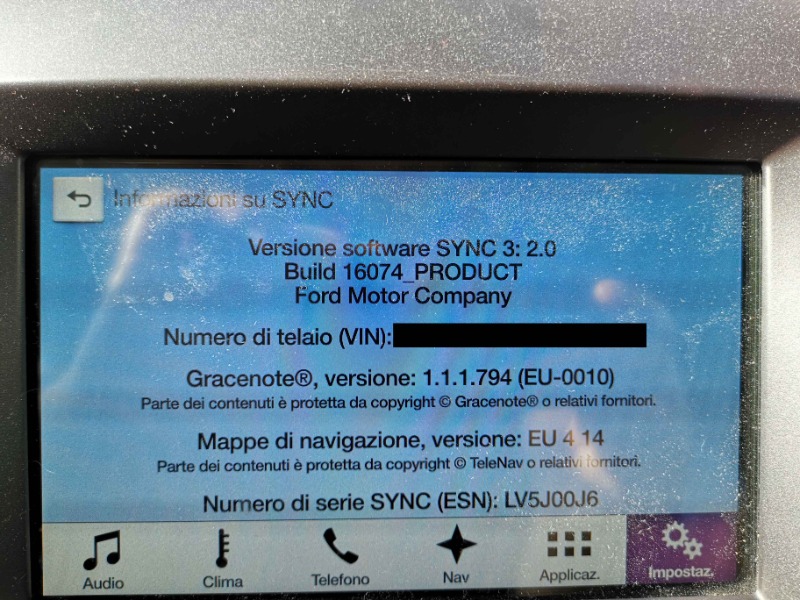 Informazioni su SYNC
Versione software SYNC 3: 2.0
Build 16074_PRODUCT
Ford Motor Company
Numero di telaio (VIN):
Gracenote®, versione: 1.1.1.794 (EU-0010)
Parte dei contenuti è protetta da copyright © Gracenote® o relativi fornitori.
Mappe di navigazione, versione: EU 4 14
Parte dei contenuti è protetta da copyright © TeleNav o relativi fornitori.
Numero di serie SYNC (ESN): LV5J00J6
Audio
Clima
Telefono
Nav
Applicaz.
Impostaz.